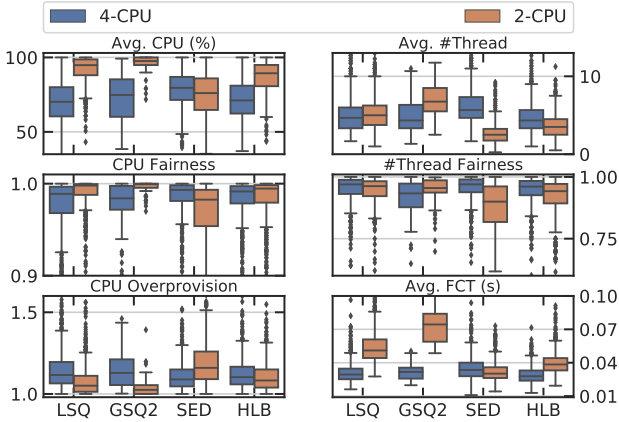 4-CPU 2-CPU
Avg. CPU (%) Avg. #Thread
100
50
10
0
CPU Fairness #Thread Fairness
1.0
0.9
1.00
0.75
CPU Overprovision Avg. FCT (s)
1.5
1.0
0.10
0.07
0.04
0.01
LSQ GSQ2 SED HLB LSQ GSQ2 SED HLB